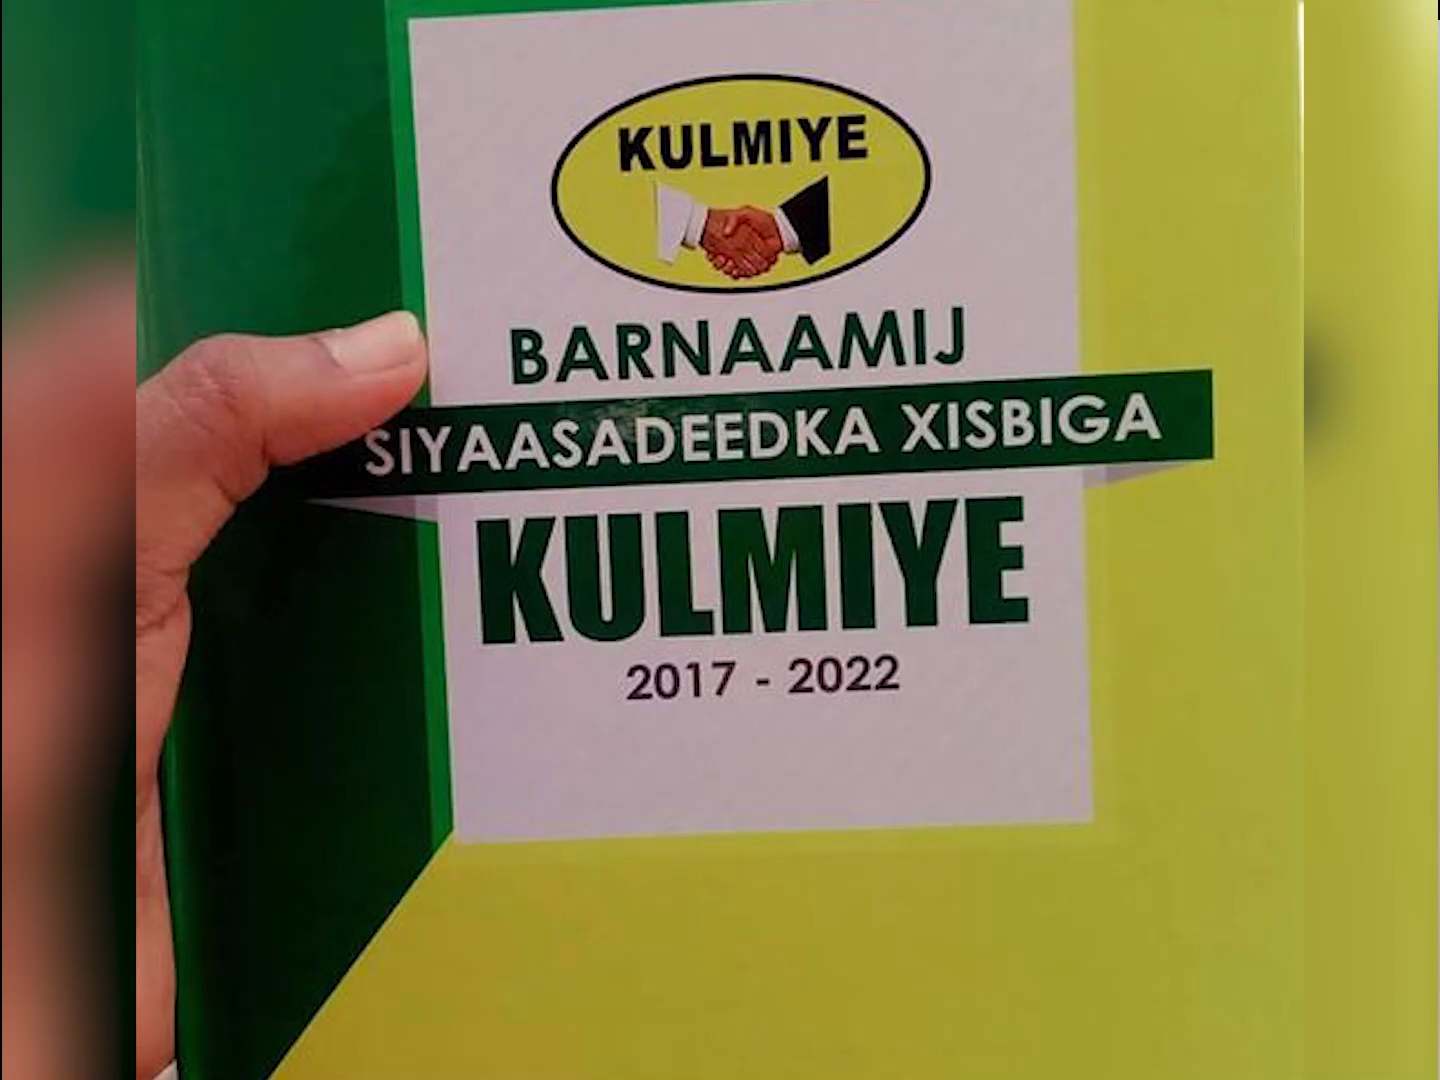 KULMIYE
BARNAAMIJ
SIYAASADEEDKA XISBIGA
KULMIYE
2017 - 2022